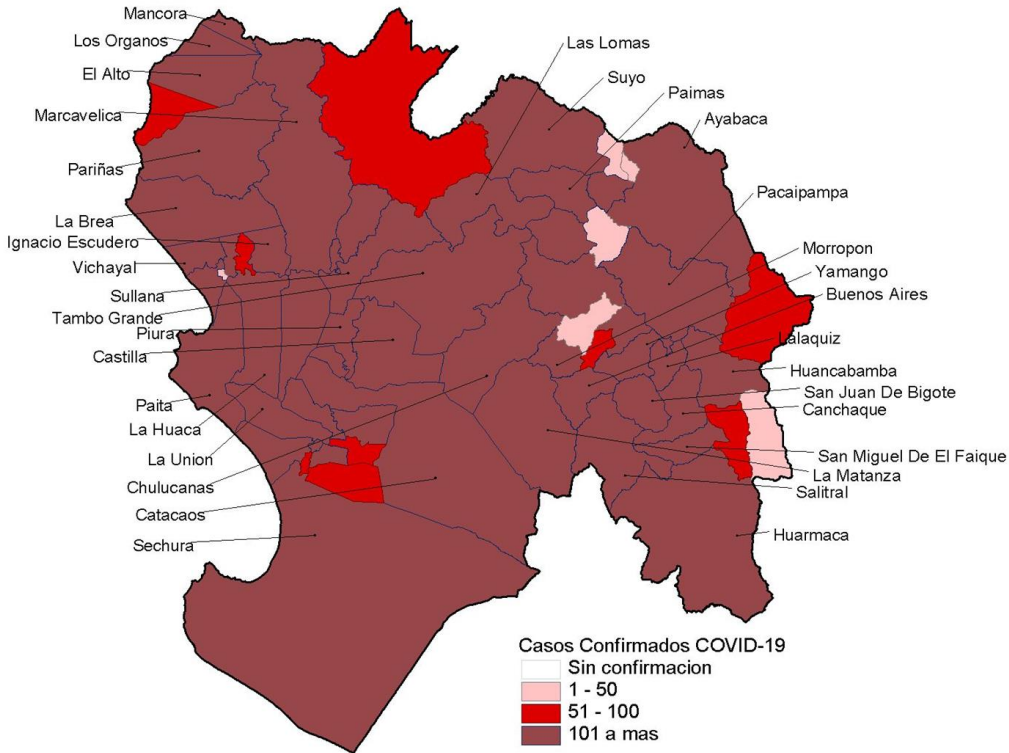 Mancora
Los Organos
El Alto
Marcavelica
Pariñas
La Brea
Ignacio Escudero
Vichayal
Sullana
Tambo Grande
Piura
Castilla
Paita
La Huaca
La Union
Chulucanas
Catacaos
Sechura
Las Lomas
Suyo
Paimas
Ayabaca
Pacaipampa
Morropon
Yamango
Buenos Aires
Lalaquiz
Huancabamba
San Juan De Bigote
Canchaque
San Miguel De El Faique
La Matanza
Salitral
Huarmaca
Casos Confirmados COVID-19
Sin confirmacion
1 - 50
51 - 100
101 a mas